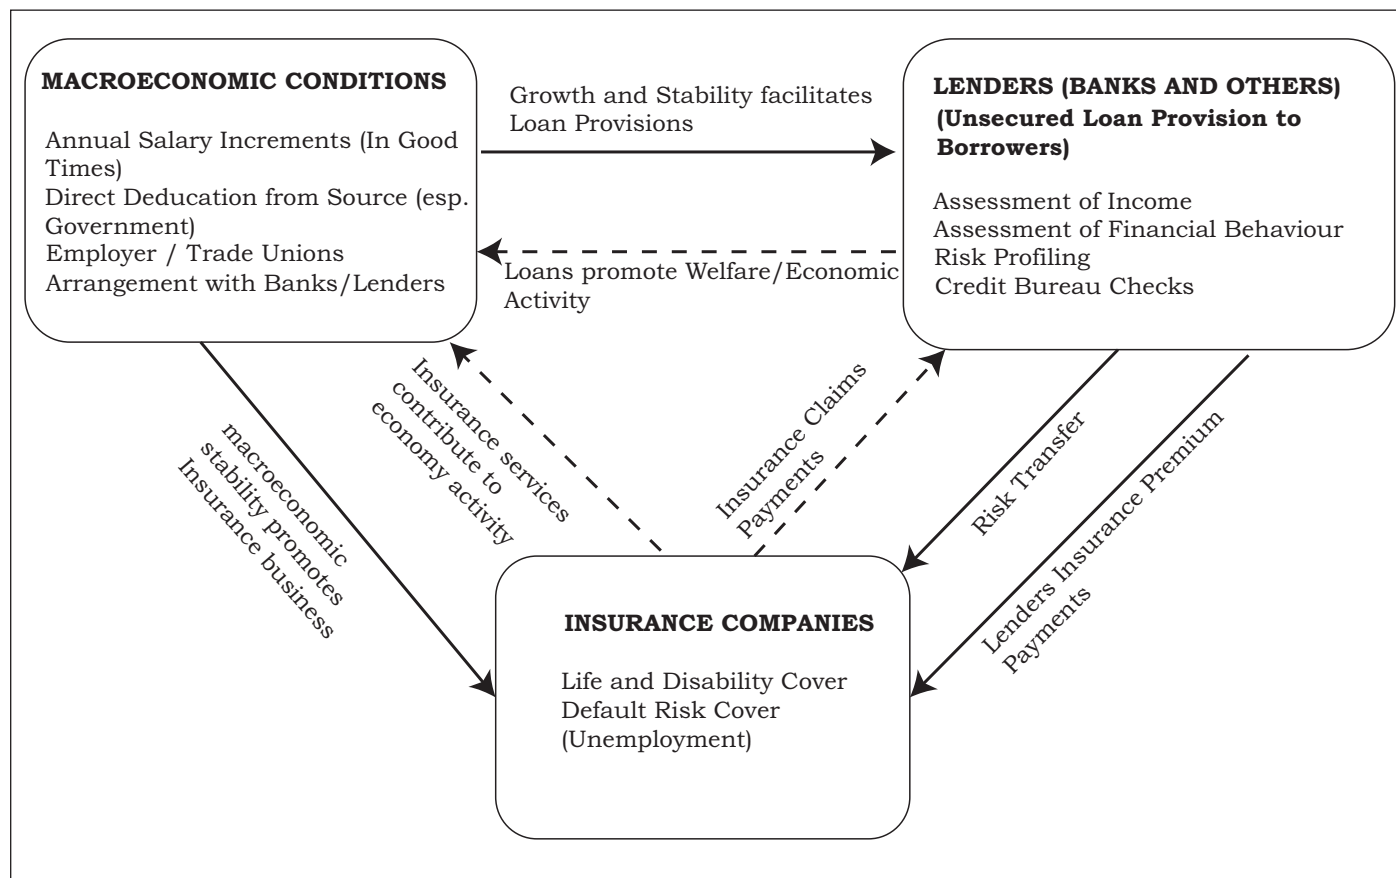 MACROECONOMIC CONDITIONS
Annual Salary Increments (In Good
Times)
Direct Deducation from Source (esp.
Government)
Employer / Trade Unions
Arrangement with Banks/Lenders
Growth and Stability facilitates
Loan Provisions
Loans promote Welfare/Economic
Activity
LENDERS (BANKS AND OTHERS)
(Unsecured Loan Provision to
Borrowers)
Assessment of Income
Assessment of Financial Behaviour
Risk Profiling
Credit Bureau Checks
macroeconomic
stability promotes
Insurance business
Insurance services
contribute to
economy activity
Insurance Claims
Payments
Risk Transfer
Lenders Insurance Premium
Payments
INSURANCE COMPANIES
Life and Disability Cover
Default Risk Cover
(Unemployment)